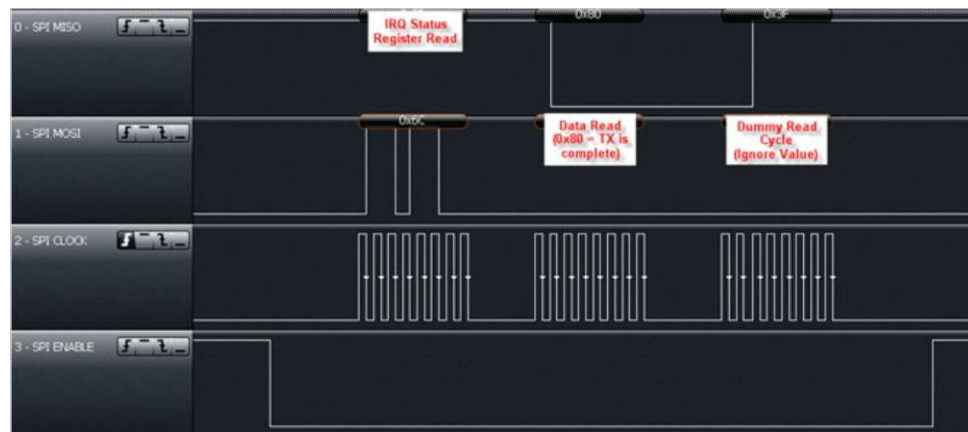 0 - SPI MISO
IRQ Status
Register Read
0x80
0x3F
1 - SPI MOSI
0x6C
Data Read
(0x80 = TX is
complete)
Dummy Read
Cycle
(Ignore Value)
2 - SPI CLOCK
3 - SPI ENABLE